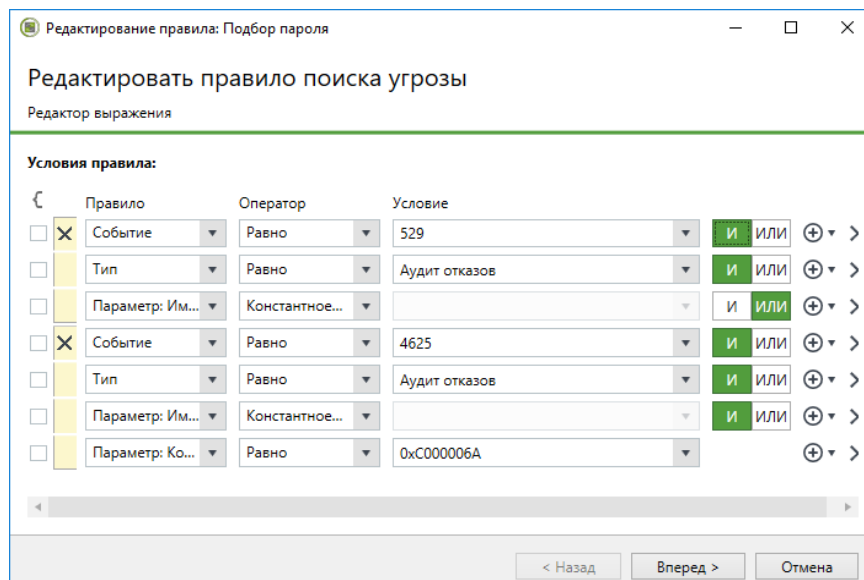 Редактирование правила: Подбор пароля
Редактировать правило поиска угрозы
Редактор выражения
Условия правила:
Правило Оператор Условие
Событие Равно 529 И ИЛИ
Тип Равно Аудит отказов И ИЛИ
Параметр: Им... Константное... И ИЛИ
Событие Равно 4625 И ИЛИ
Тип Равно Аудит отказов И ИЛИ
Параметр: Им... Константное... И ИЛИ
Параметр: Ко... Равно 0xC000006A
< Назад Вперед > Отмена